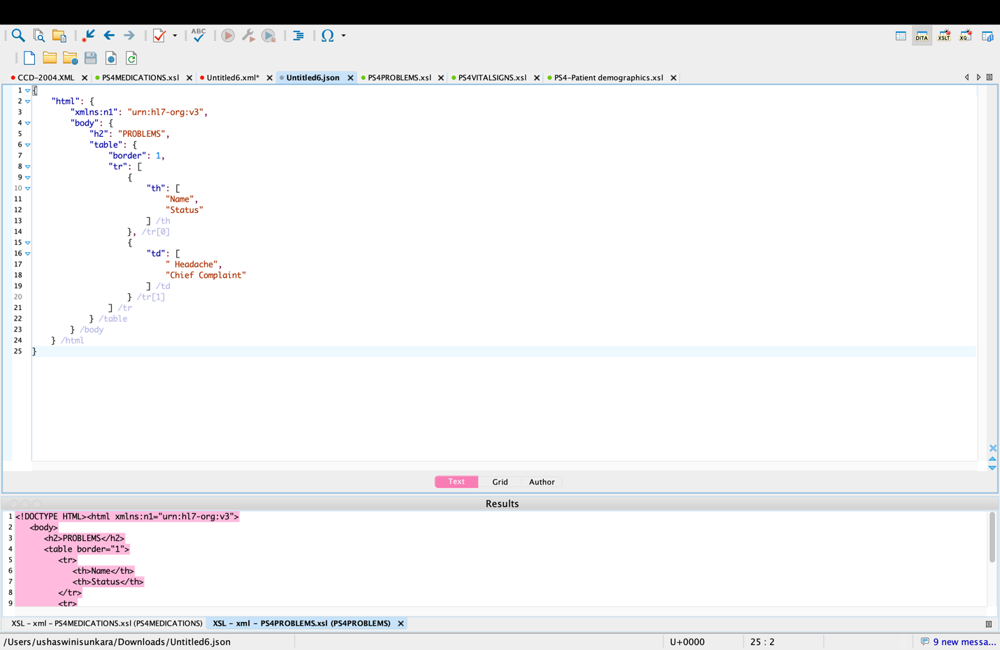 ABC
DITA
XSLT
XQ
CCD-2004.XML
PS4MEDICATIONS.xsl
Untitled6.xml*
Untitled6.json
PS4PROBLEMS.xsl
PS4VITALSIGNS.xsl
PS4-Patient demographics.xsl
1 {
2 "html": {
3 "xmlns:n1": "urn:hl7-org:v3",
4 "body": {
5 "h2": "PROBLEMS",
6 "table": {
7 "border": 1,
8 "tr": [
9 {
10 "th": [
11 "Name",
12 "Status"
13 ] /th
14 }, /tr[0]
15 {
16 "td": [
17 " Headache",
18 "Chief Complaint"
19 ] /td
20 } /tr[1]
21 ] /tr
22 } /table
23 } /body
24 } /html
25 }
Text Grid Author
Results
1 <!DOCTYPE HTML><html xmlns:n1="urn:hl7-org:v3">
2 <body>
3 <h2>PROBLEMS</h2>
4 <table border="1">
5 <tr>
6 <th>Name</th>
7 <th>Status</th>
8 </tr>
9 <tr>
XSL - xml - PS4MEDICATIONS.xsl (PS4MEDICATIONS)
XSL - xml - PS4PROBLEMS.xsl (PS4PROBLEMS)
/Users/ushaswinisunkara/Downloads/Untitled6.json
U+0000
25 : 2
9 new messa...